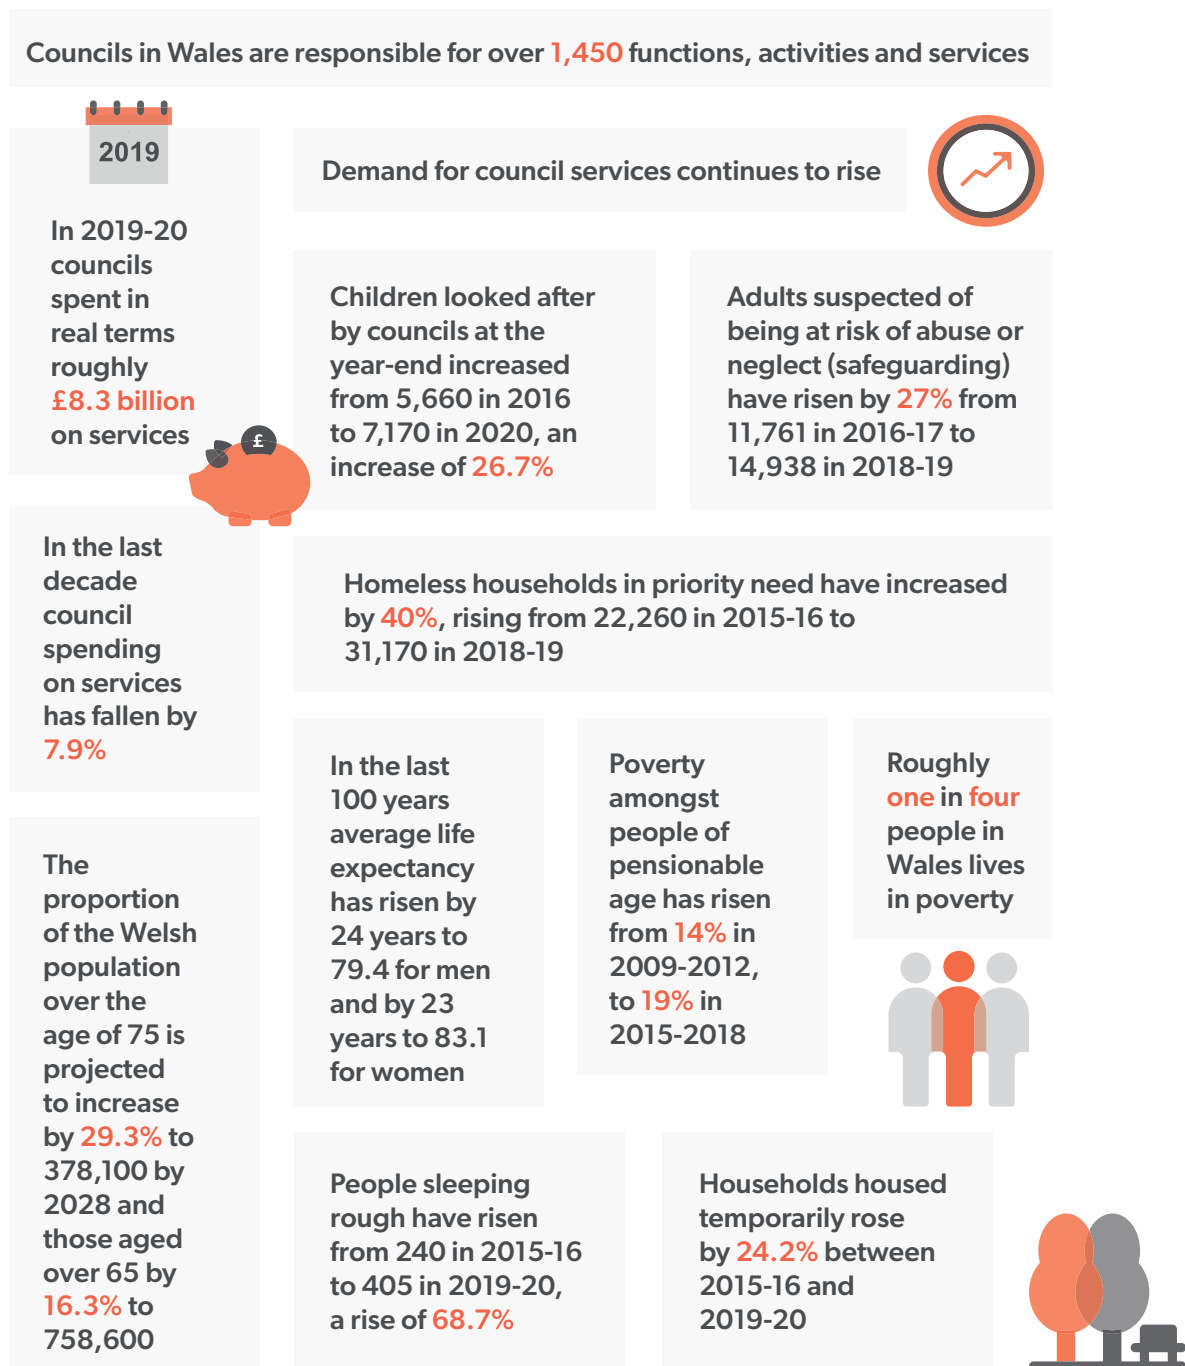 Councils in Wales are responsible for over 1,450 functions, activities and services
2019
In 2019-20
councils
spent in
real terms
roughly
£8.3 billion
on services
£
Demand for council services continues to rise
Children looked after
by councils at the
year-end increased
from 5,660 in 2016
to 7,170 in 2020, an
increase of 26.7%
Adults suspected of
being at risk of abuse or
neglect (safeguarding)
have risen by 27% from
11,761 in 2016-17 to
14,938 in 2018-19
In the last
decade
council
spending
on services
has fallen by
7.9%
Homeless households in priority need have increased
by 40%, rising from 22,260 in 2015-16 to
31,170 in 2018-19
In the last
100 years
average life
expectancy
has risen by
24 years to
79.4 for men
and by 23
years to 83.1
for women
Poverty
amongst
people of
pensionable
age has risen
from 14% in
2009-2012,
to 19% in
2015-2018
Roughly
one in four
people in
Wales lives
in poverty
The
proportion
of the Welsh
population
over the
age of 75 is
projected
to increase
by 29.3% to
378,100 by
2028 and
those aged
over 65 by
16.3% to
758,600
People sleeping
rough have risen
from 240 in 2015-16
to 405 in 2019-20,
a rise of 68.7%
Households housed
temporarily rose
by 24.2% between
2015-16 and
2019-20